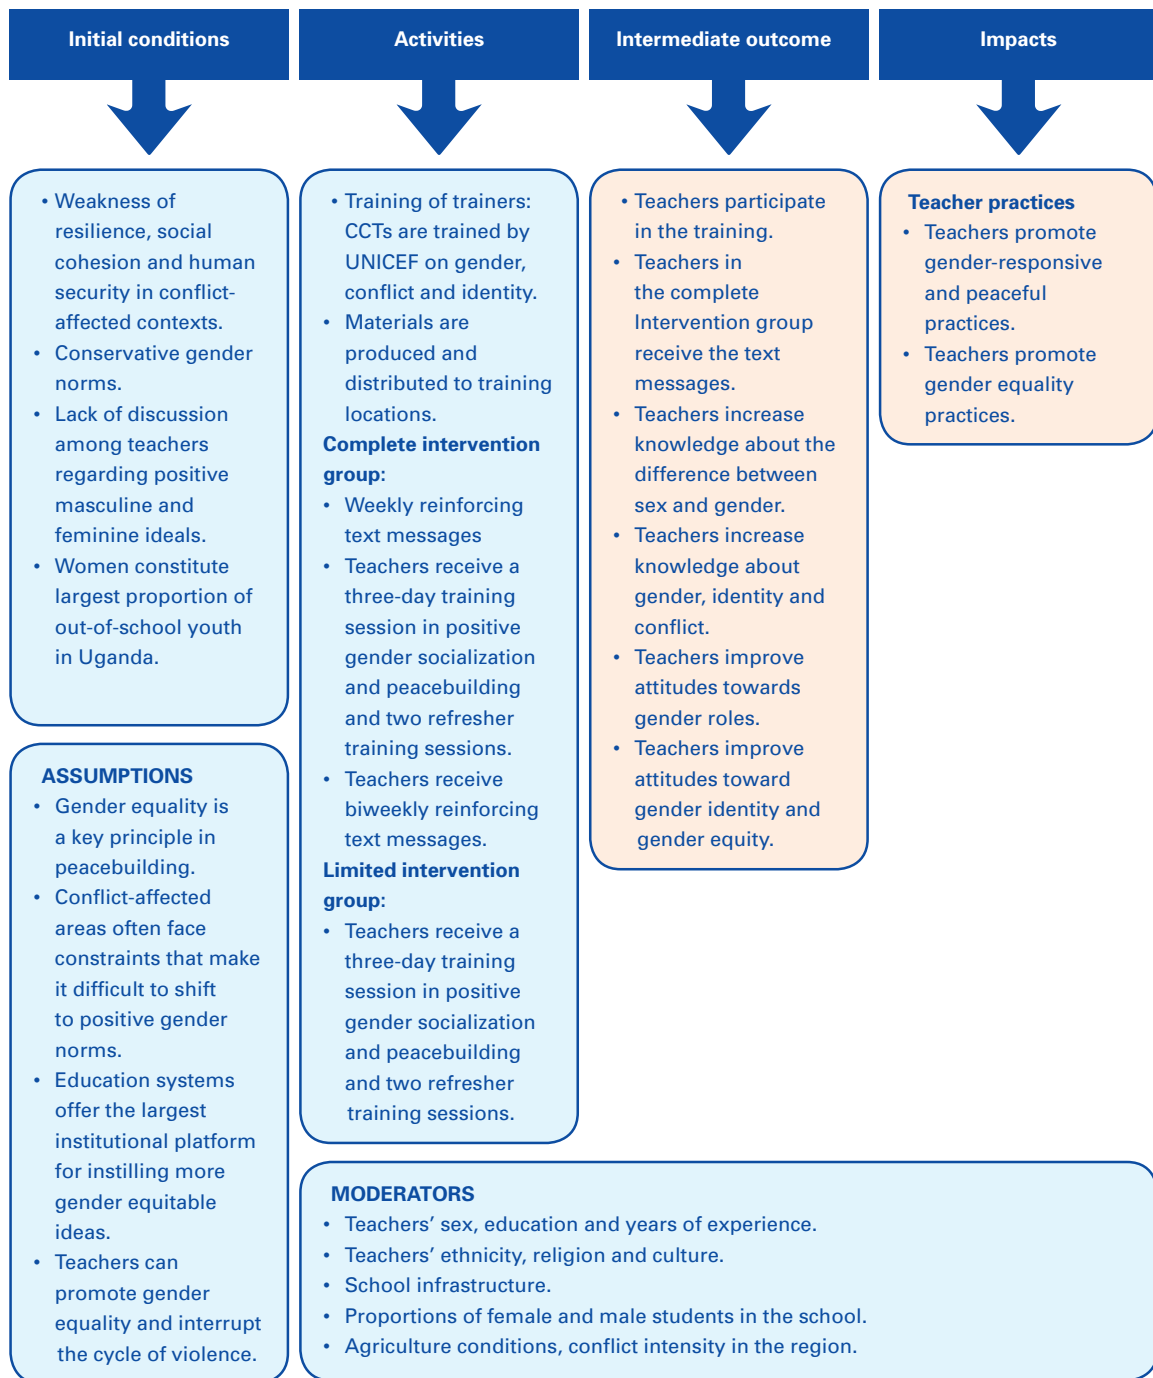 Initial conditions
Activities
Intermediate outcome
Impacts
• Weakness of
resilience, social
cohesion and human
security in conflict-
affected contexts.
• Conservative gender
norms.
• Lack of discussion
among teachers
regarding positive
masculine and
feminine ideals.
• Women constitute
largest proportion of
out-of-school youth
in Uganda.
ASSUMPTIONS
• Gender equality is
a key principle in
peacebuilding.
• Conflict-affected
areas often face
constraints that make
it difficult to shift
to positive gender
norms.
• Education systems
offer the largest
institutional platform
for instilling more
gender equitable
ideas.
• Teachers can
promote gender
equality and interrupt
the cycle of violence.
• Training of trainers:
CCTs are trained by
UNICEF on gender,
conflict and identity.
• Materials are
produced and
distributed to training
locations.
Complete intervention
group:
• Weekly reinforcing
text messages
• Teachers receive a
three-day training
session in positive
gender socialization
and peacebuilding
and two refresher
training sessions.
• Teachers receive
biweekly reinforcing
text messages.
Limited intervention
group:
• Teachers receive a
three-day training
session in positive
gender socialization
and peacebuilding
and two refresher
training sessions.
• Teachers participate
in the training.
• Teachers in
the complete
Intervention group
receive the text
messages.
• Teachers increase
knowledge about the
difference between
sex and gender.
• Teachers increase
knowledge about
gender, identity and
conflict.
• Teachers improve
attitudes towards
gender roles.
• Teachers improve
attitudes toward
gender identity and
gender equity.
Teacher practices
• Teachers promote
gender-responsive
and peaceful
practices.
• Teachers promote
gender equality
practices.
MODERATORS
• Teachers’ sex, education and years of experience.
• Teachers’ ethnicity, religion and culture.
• School infrastructure.
• Proportions of female and male students in the school.
• Agriculture conditions, conflict intensity in the region.